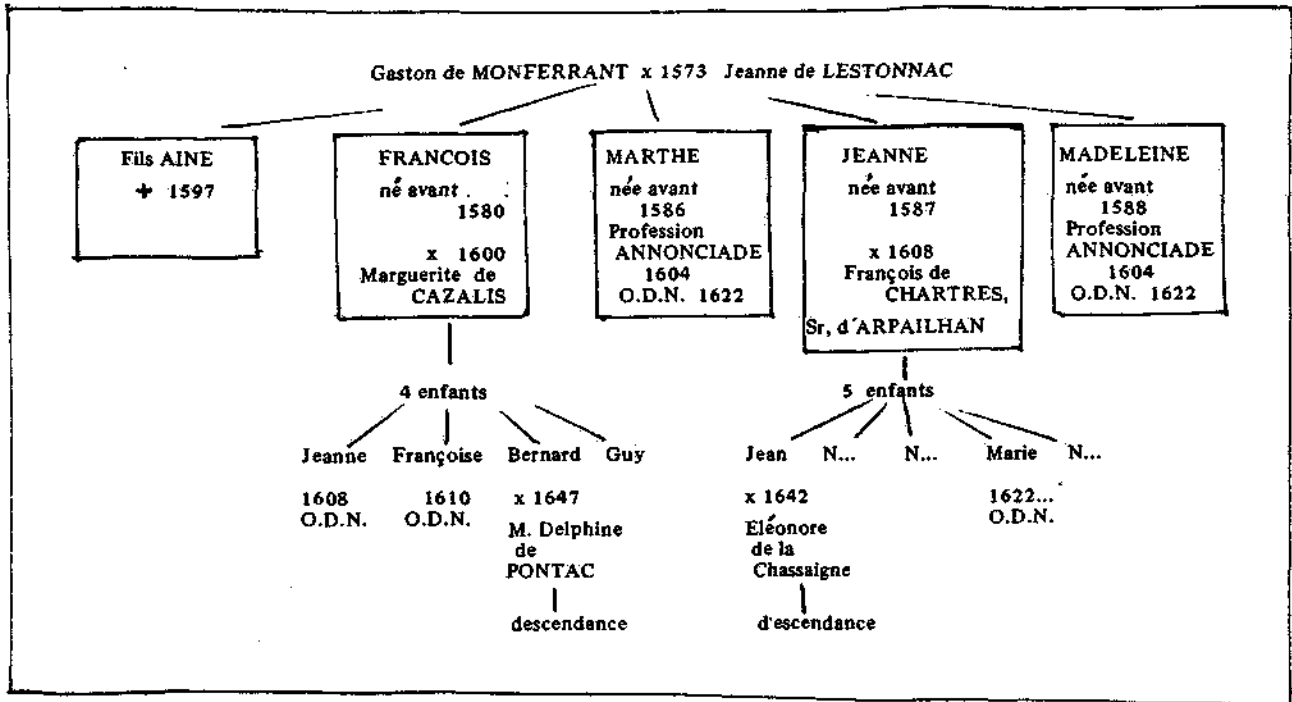 Gaston de MONFERRANT x 1573 Jeanne de LESTONNAC
Fils AINE
+ 1597
FRANCOIS
né avant
1580
x 1600
Marguerite de
CAZALIS
MARTHE
née avant
1586
Profession
ANNONCIADE
1604
O.D.N. 1622
JEANNE
née avant
1587
x 1608
François de
CHARTRES,
Sr, d'ARPAILHAN
MADELEINE
née avant
1588
Profession
ANNONCIADE
1604
O.D.N. 1622
4 enfants
Jeanne
1608
O.D.N.
Françoise
1610
O.D.N.
Bernard
x 1647
M. Delphine
de
PONTAC
descendance
Guy
5 enfants
Jean
x 1642
Eléonore
de la
Chassaigne
d'escendance
N...
N...
Marie
1622...
O.D.N.
N...